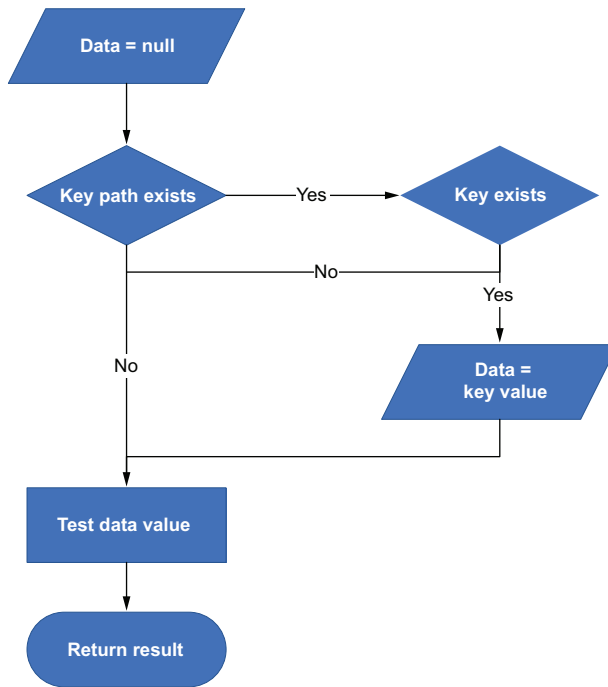 Data = null
Key path exists
Yes
Key exists
No
Yes
No
Data =
key value
Test data value
Return result